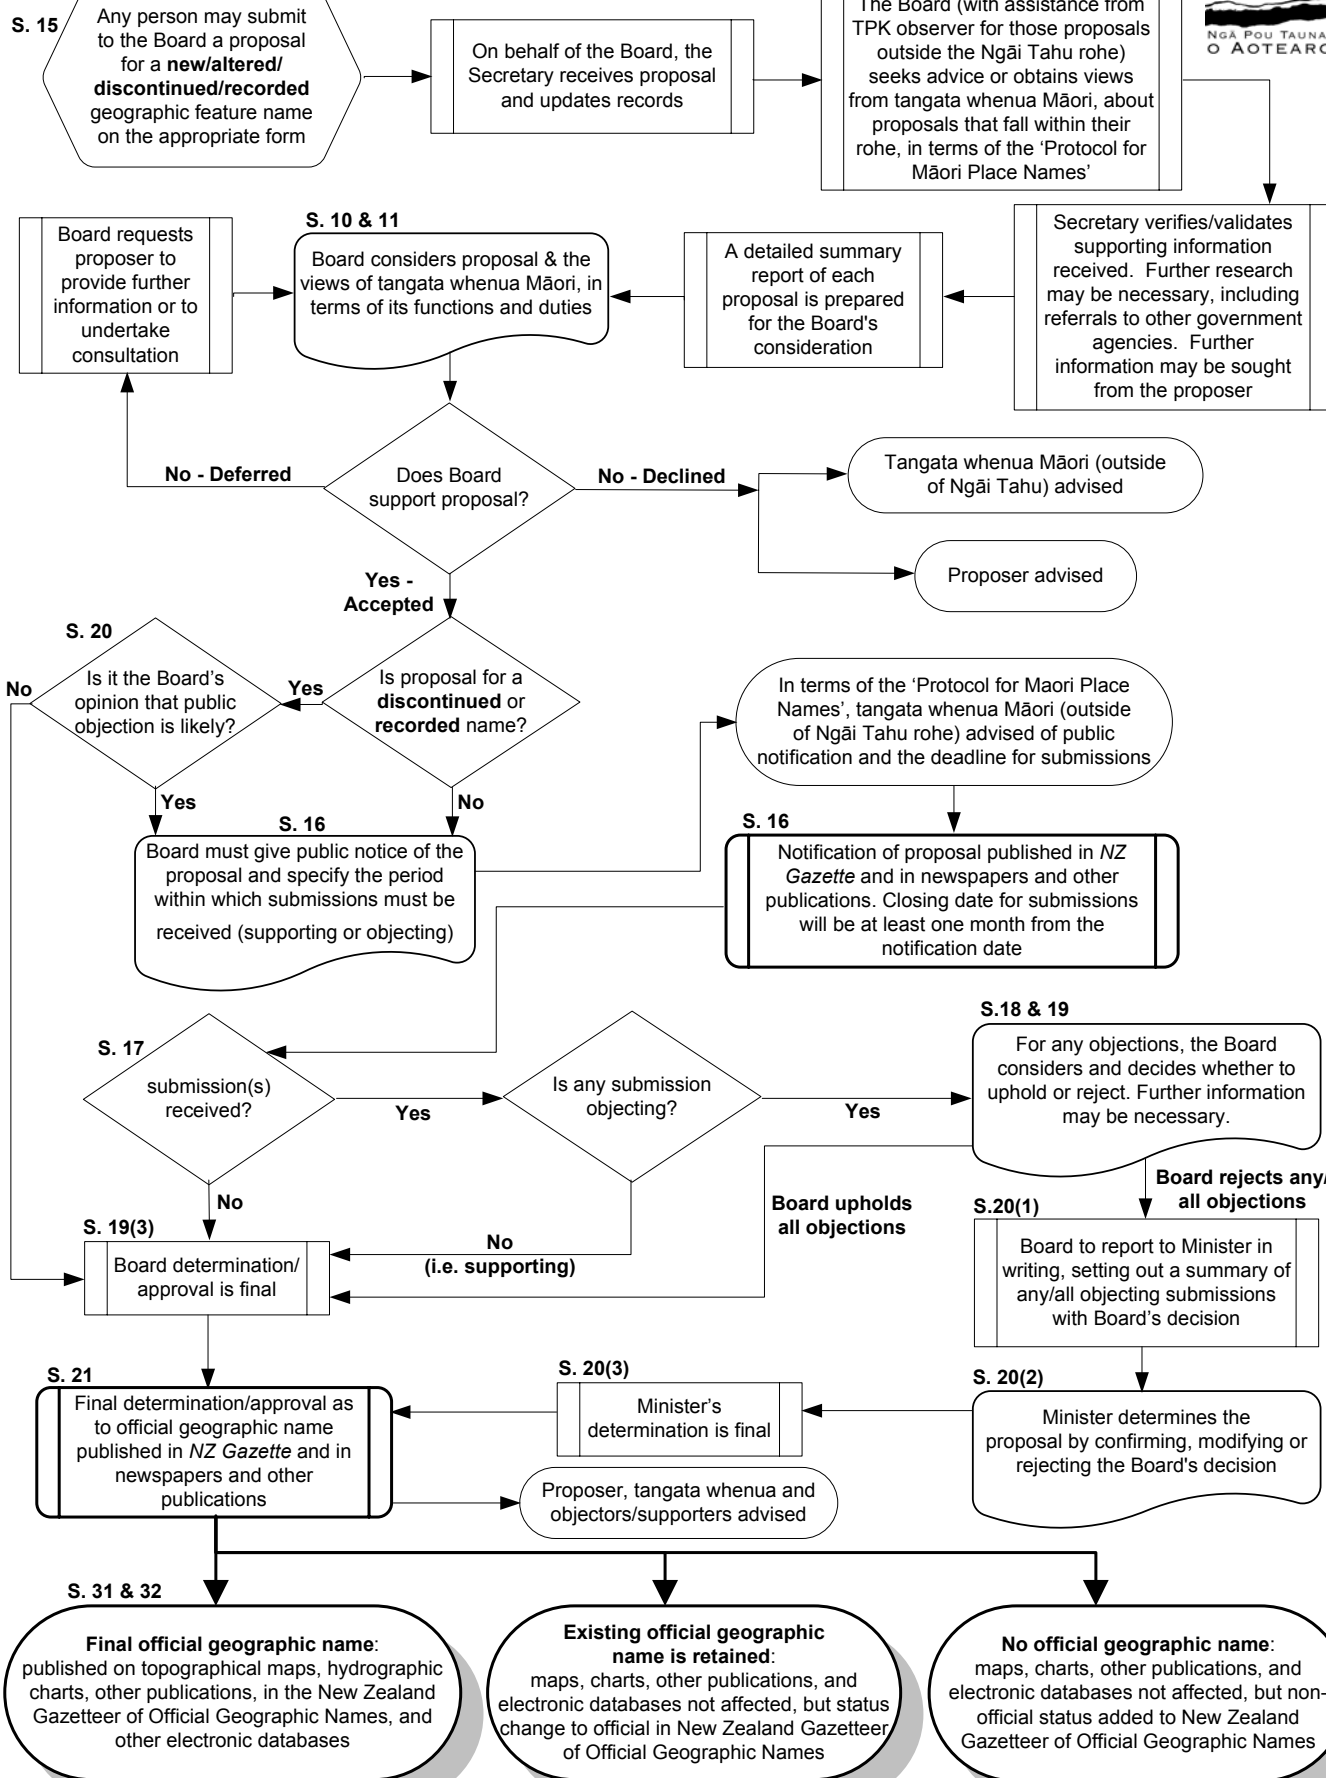 S. 15
Any person may submit
to the Board a proposal
for a new/altered/
discontinued/recorded
geographic feature name
on the appropriate form
On behalf of the Board, the
Secretary receives proposal
and updates records
The Board (with assistance from
TPK observer for those proposals
outside the Ngāi Tahu rohe)
seeks advice or obtains views
from tangata whenua Māori, about
proposals that fall within their
rohe, in terms of the ‘Protocol for
Māori Place Names’
NGĀ POU TAUNA
O AOTEARO
Board requests
proposer to
provide further
information or to
undertake
consultation
S. 10 & 11
Board considers proposal & the
views of tangata whenua Māori, in
terms of its functions and duties
A detailed summary
report of each
proposal is prepared
for the Board's
consideration
Secretary verifies/validates
supporting information
received. Further research
may be necessary, including
referrals to other government
agencies. Further
information may be sought
from the proposer
No - Deferred
Does Board
support proposal?
No - Declined
Tangata whenua Māori (outside
of Ngāi Tahu) advised
Proposer advised
Yes -
Accepted
S. 20
No
Is it the Board’s
opinion that public
objection is likely?
Yes
Is proposal for a
discontinued or
recorded name?
In terms of the ‘Protocol for Maori Place
Names’, tangata whenua Māori (outside
of Ngāi Tahu rohe) advised of public
notification and the deadline for submissions
Yes
No
S. 16
Board must give public notice of the
proposal and specify the period
within which submissions must be
received (supporting or objecting)
S. 16
Notification of proposal published in NZ
Gazette and in newspapers and other
publications. Closing date for submissions
will be at least one month from the
notification date
S. 17
submission(s)
received?
Yes
Is any submission
objecting?
Yes
S.18 & 19
For any objections, the Board
considers and decides whether to
uphold or reject. Further information
may be necessary.
No
No
(i.e. supporting)
Board upholds
all objections
Board rejects any/
all objections
S. 19(3)
Board determination/
approval is final
S.20(1)
Board to report to Minister in
writing, setting out a summary of
any/all objecting submissions
with Board’s decision
S. 21
Final determination/approval as
to official geographic name
published in NZ Gazette and in
newspapers and other
publications
S. 20(3)
Minister’s
determination is final
S. 20(2)
Minister determines the
proposal by confirming, modifying or
rejecting the Board's decision
Proposer, tangata whenua and
objectors/supporters advised
S. 31 & 32
Final official geographic name:
published on topographical maps, hydrographic
charts, other publications, in the New Zealand
Gazetteer of Official Geographic Names, and
other electronic databases
Existing official geographic
name is retained:
maps, charts, other publications, and
electronic databases not affected, but status
change to official in New Zealand Gazetteer
of Official Geographic Names
No official geographic name:
maps, charts, other publications, and
electronic databases not affected, but non-
official status added to New Zealand
Gazetteer of Official Geographic Names